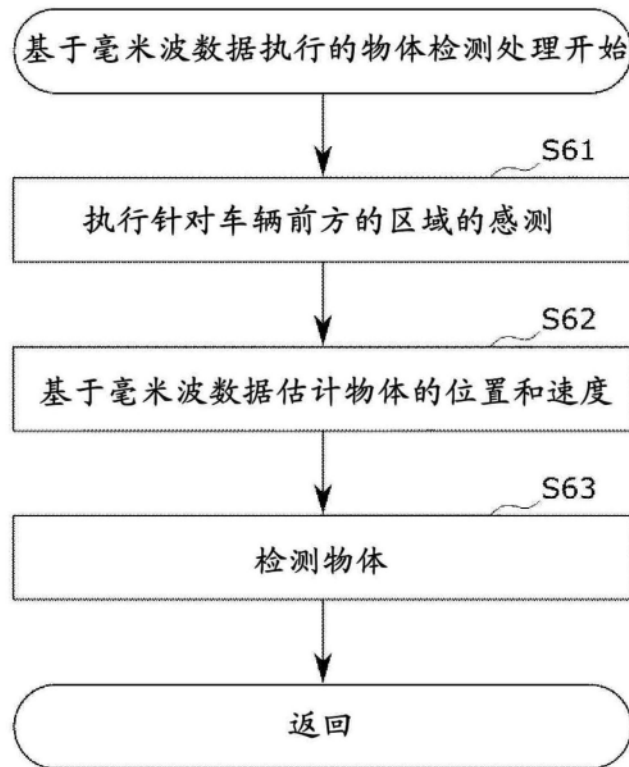 基于毫米波数据执行的物体检测处理开始
S61
执行针对车辆前方的区域的感测
S62
基于毫米波数据估计物体的位置和速度
S63
检测物体
返回